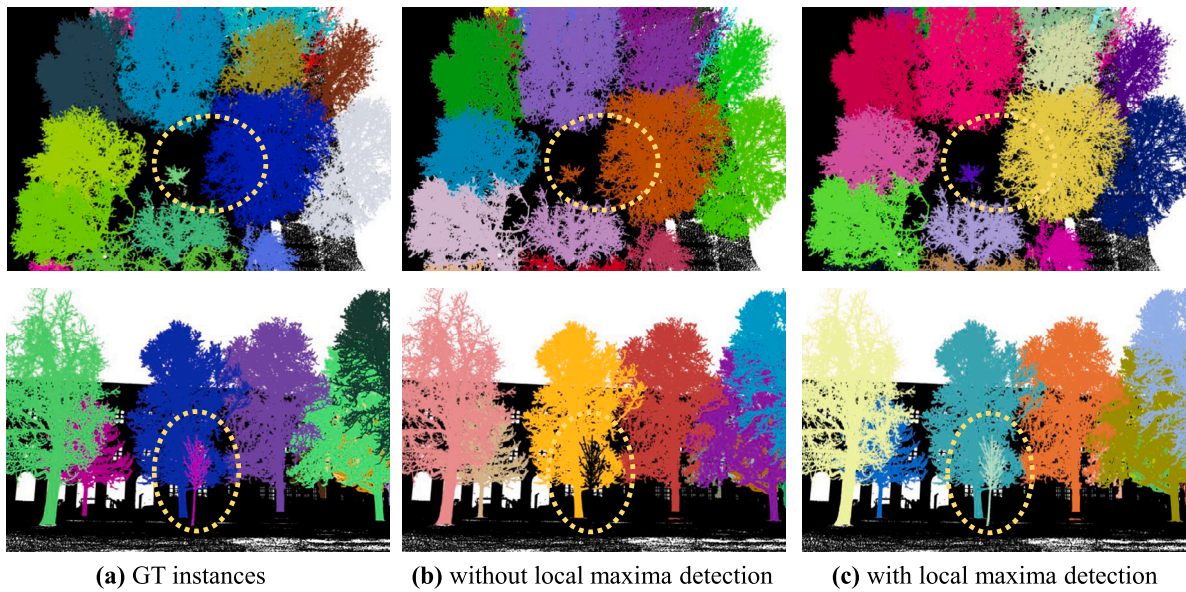 (a) GT instances
(b) without local maxima detection
(c) with local maxima detection